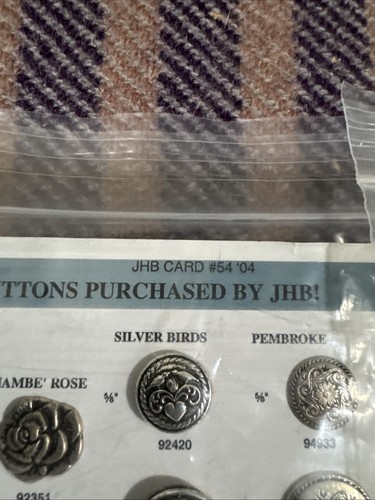 JHB CARD #54 '04
TTONS PURCHASED BY JHB!
SILVER BIRDS PEMBROKE
AMBE' ROSE
⅝" ⅝"
92420 94933
92351